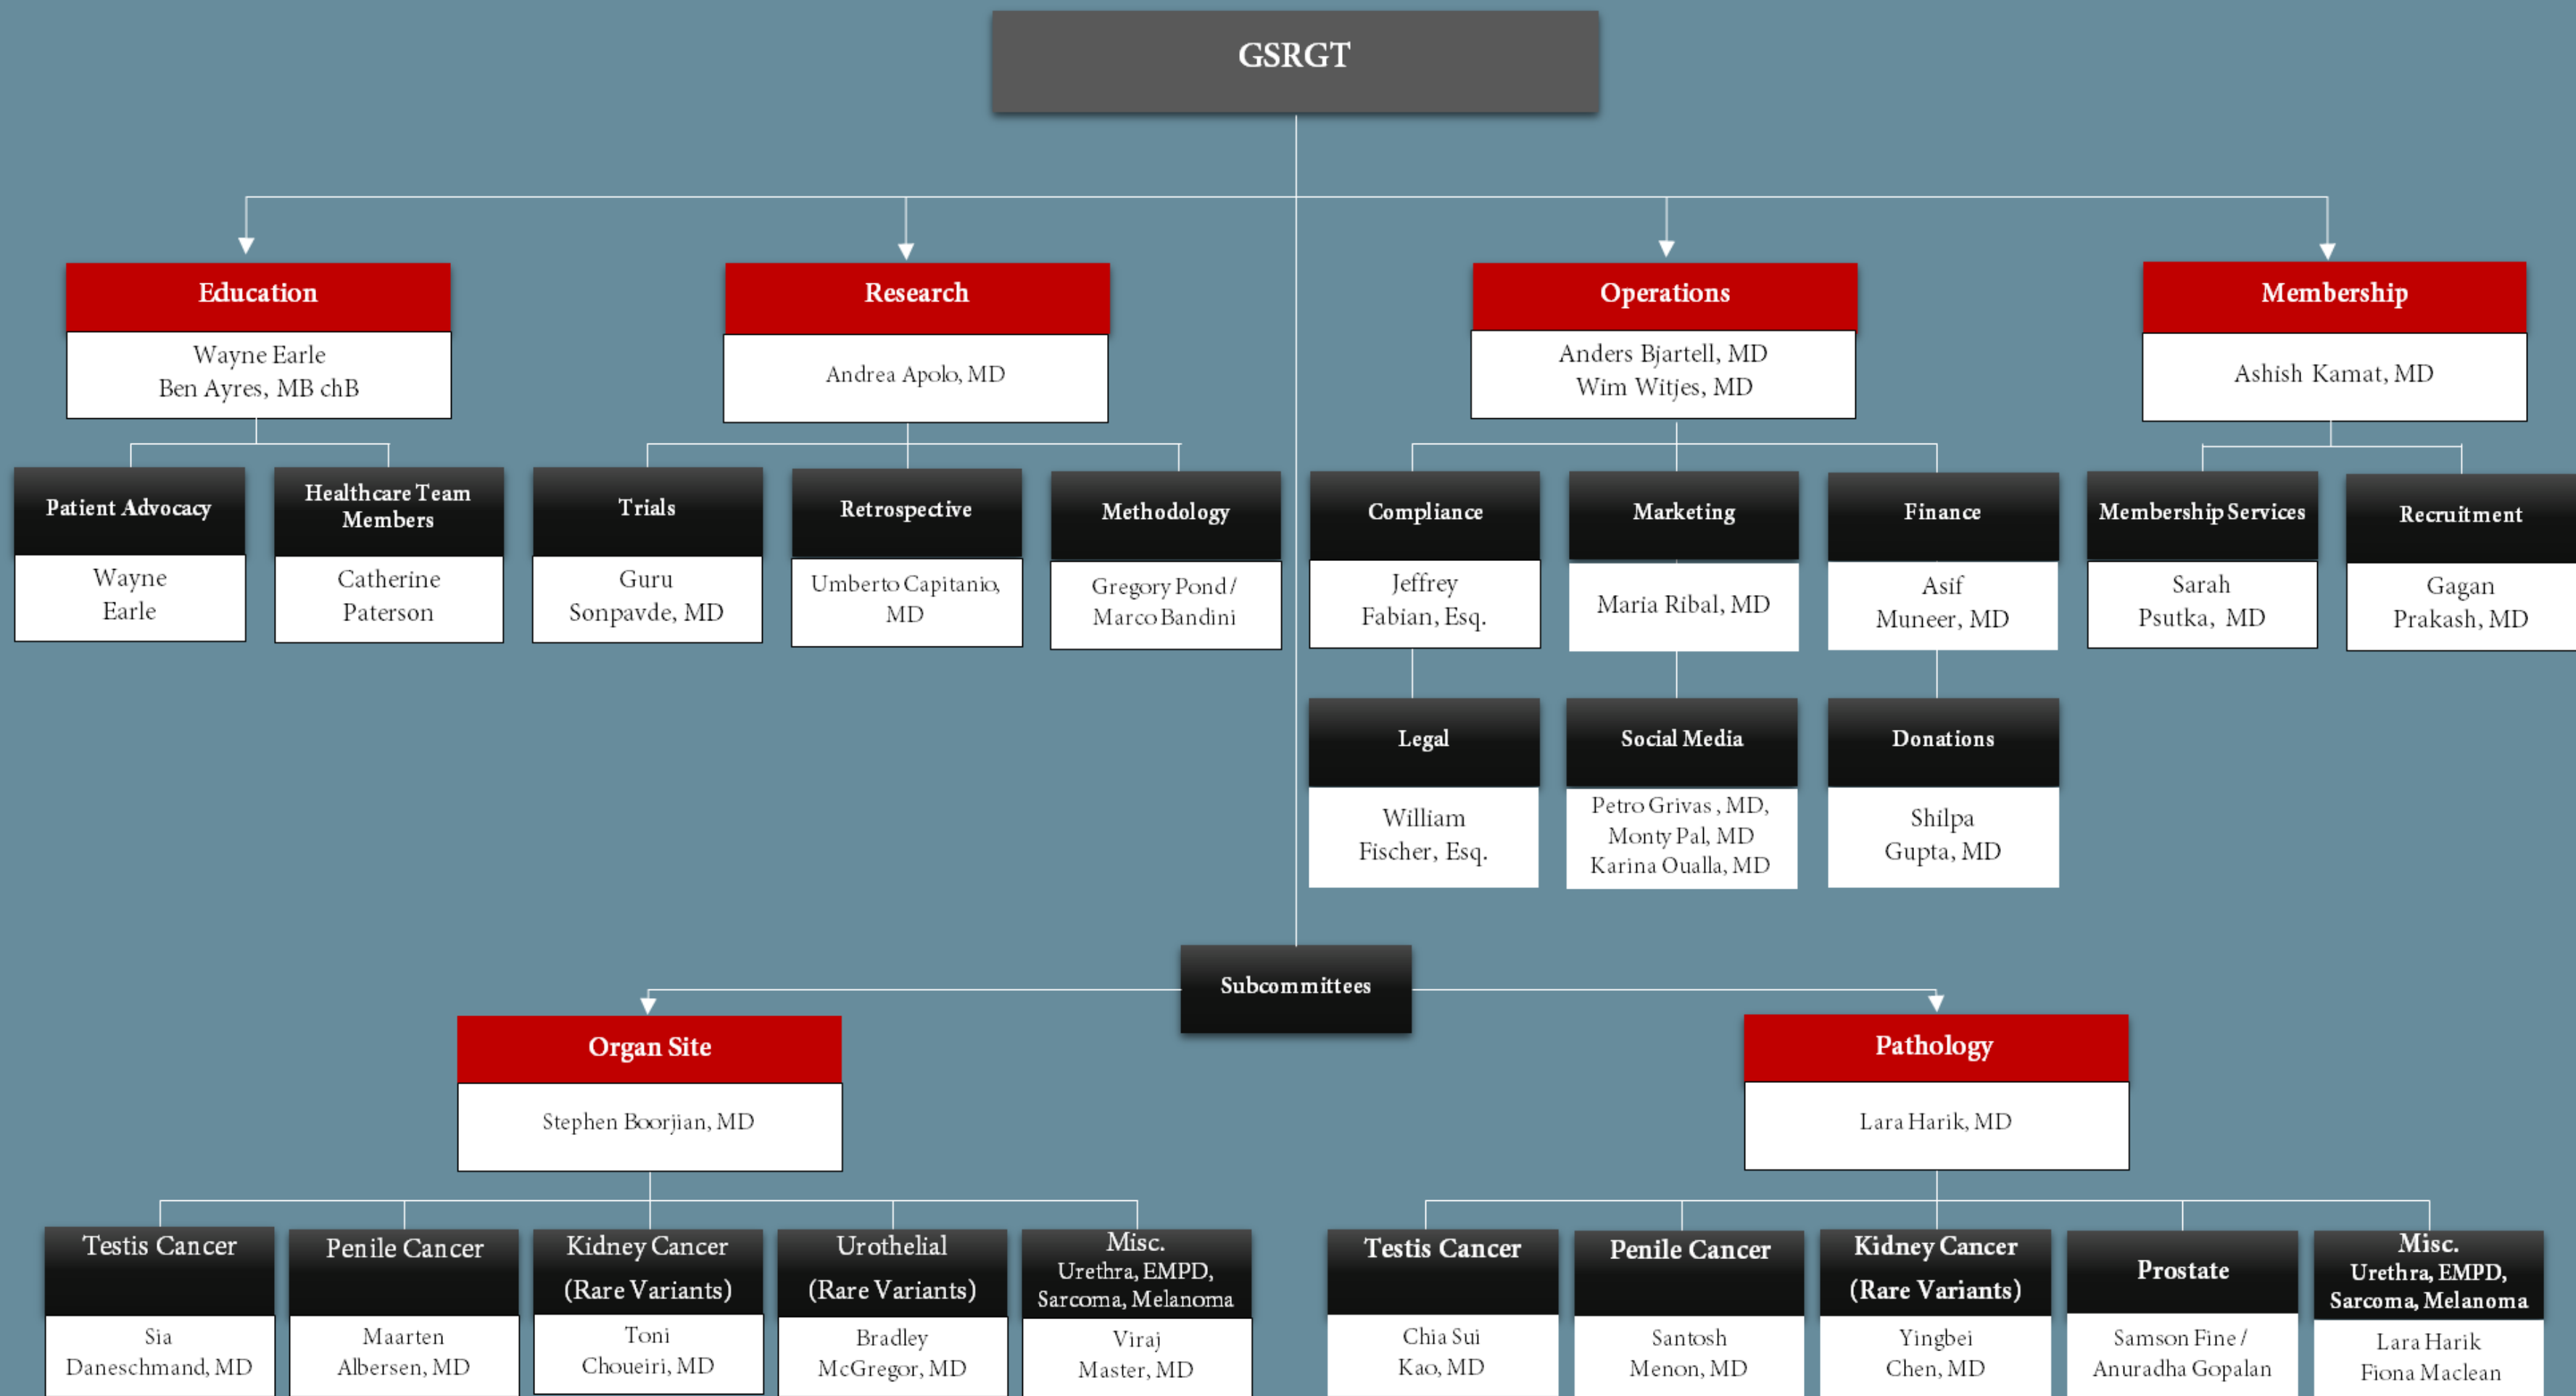 GSRGT
Education
Wayne Earle
Ben Ayres, MB chB
Research
Andrea Apolo, MD
Operations
Anders Bjartell, MD
Wim Witjes, MD
Membership
Ashish Kamat, MD
Patient Advocacy
Wayne
Earle
Healthcare Team
Members
Catherine
Paterson
Trials
Guru
Sonpavde, MD
Retrospective
Umberto Capitanio,
MD
Methodology
Gregory Pond /
Marco Bandini
Compliance
Jeffrey
Fabian, Esq.
Marketing
Maria Ribal, MD
Finance
Asif
Muneer, MD
Membership Services
Sarah
Psutka, MD
Recruitment
Gagan
Prakash, MD
Legal
William
Fischer, Esq.
Social Media
Petro Grivas , MD,
Monty Pal, MD
Karina Oualla, MD
Donations
Shilpa
Gupta, MD
Subcommittees
Organ Site
Stephen Boorjian, MD
Pathology
Lara Harik, MD
Testis Cancer
Sia
Daneschmand, MD
Penile Cancer
Maarten
Albersen, MD
Kidney Cancer
(Rare Variants)
Toni
Choueiri, MD
Urothelial
(Rare Variants)
Bradley
McGregor, MD
Misc.
Urethra, EMPD,
Sarcoma, Melanoma
Viraj
Master, MD
Testis Cancer
Chia Sui
Kao, MD
Penile Cancer
Santosh
Menon, MD
Kidney Cancer
(Rare Variants)
Yingbei
Chen, MD
Prostate
Samson Fine /
Anuradha Gopalan
Misc.
Urethra, EMPD,
Sarcoma, Melanoma
Lara Harik
Fiona Maclean